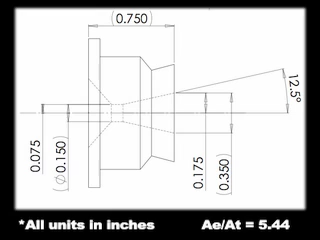 (0.750)
12.5°
0.075
(Ø 0.150)
0.175
(0.350)
*All units in inches
Ae/At = 5.44